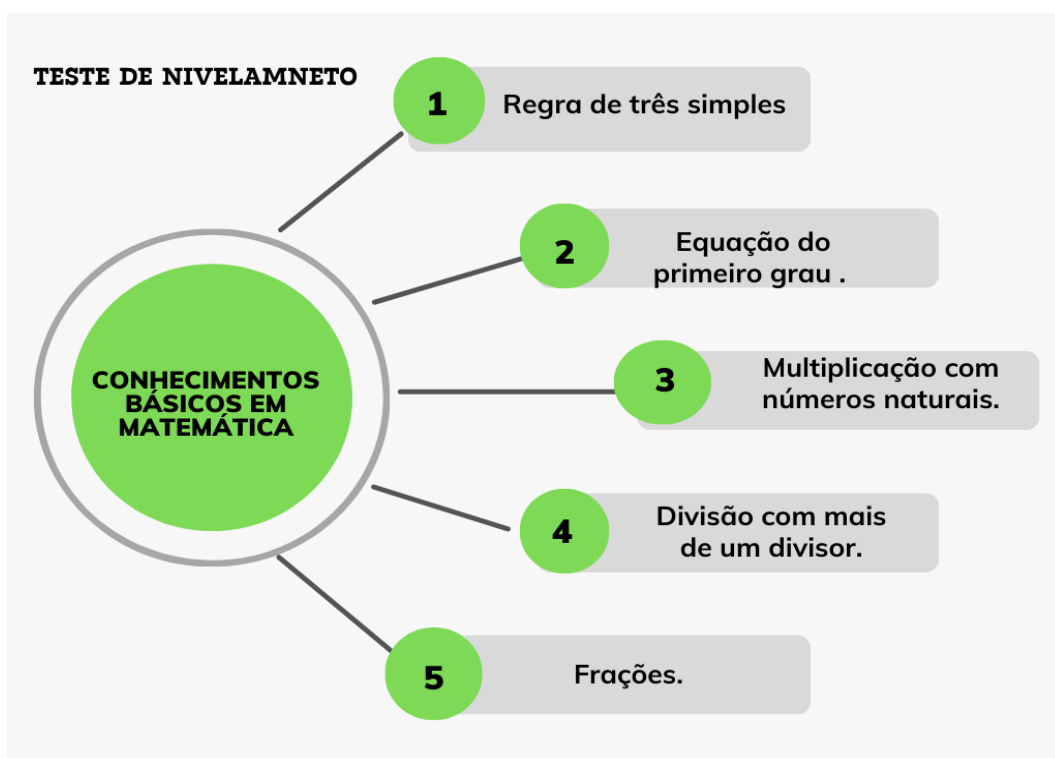 TESTE DE NIVELAMNETO
1
Regra de três simples
2
Equação do
primeiro grau .
CONHECIMENTOS
BÁSICOS EM
MATEMÁTICA
3
Multiplicação com
números naturais.
4
Divisão com mais
de um divisor.
5
Frações.